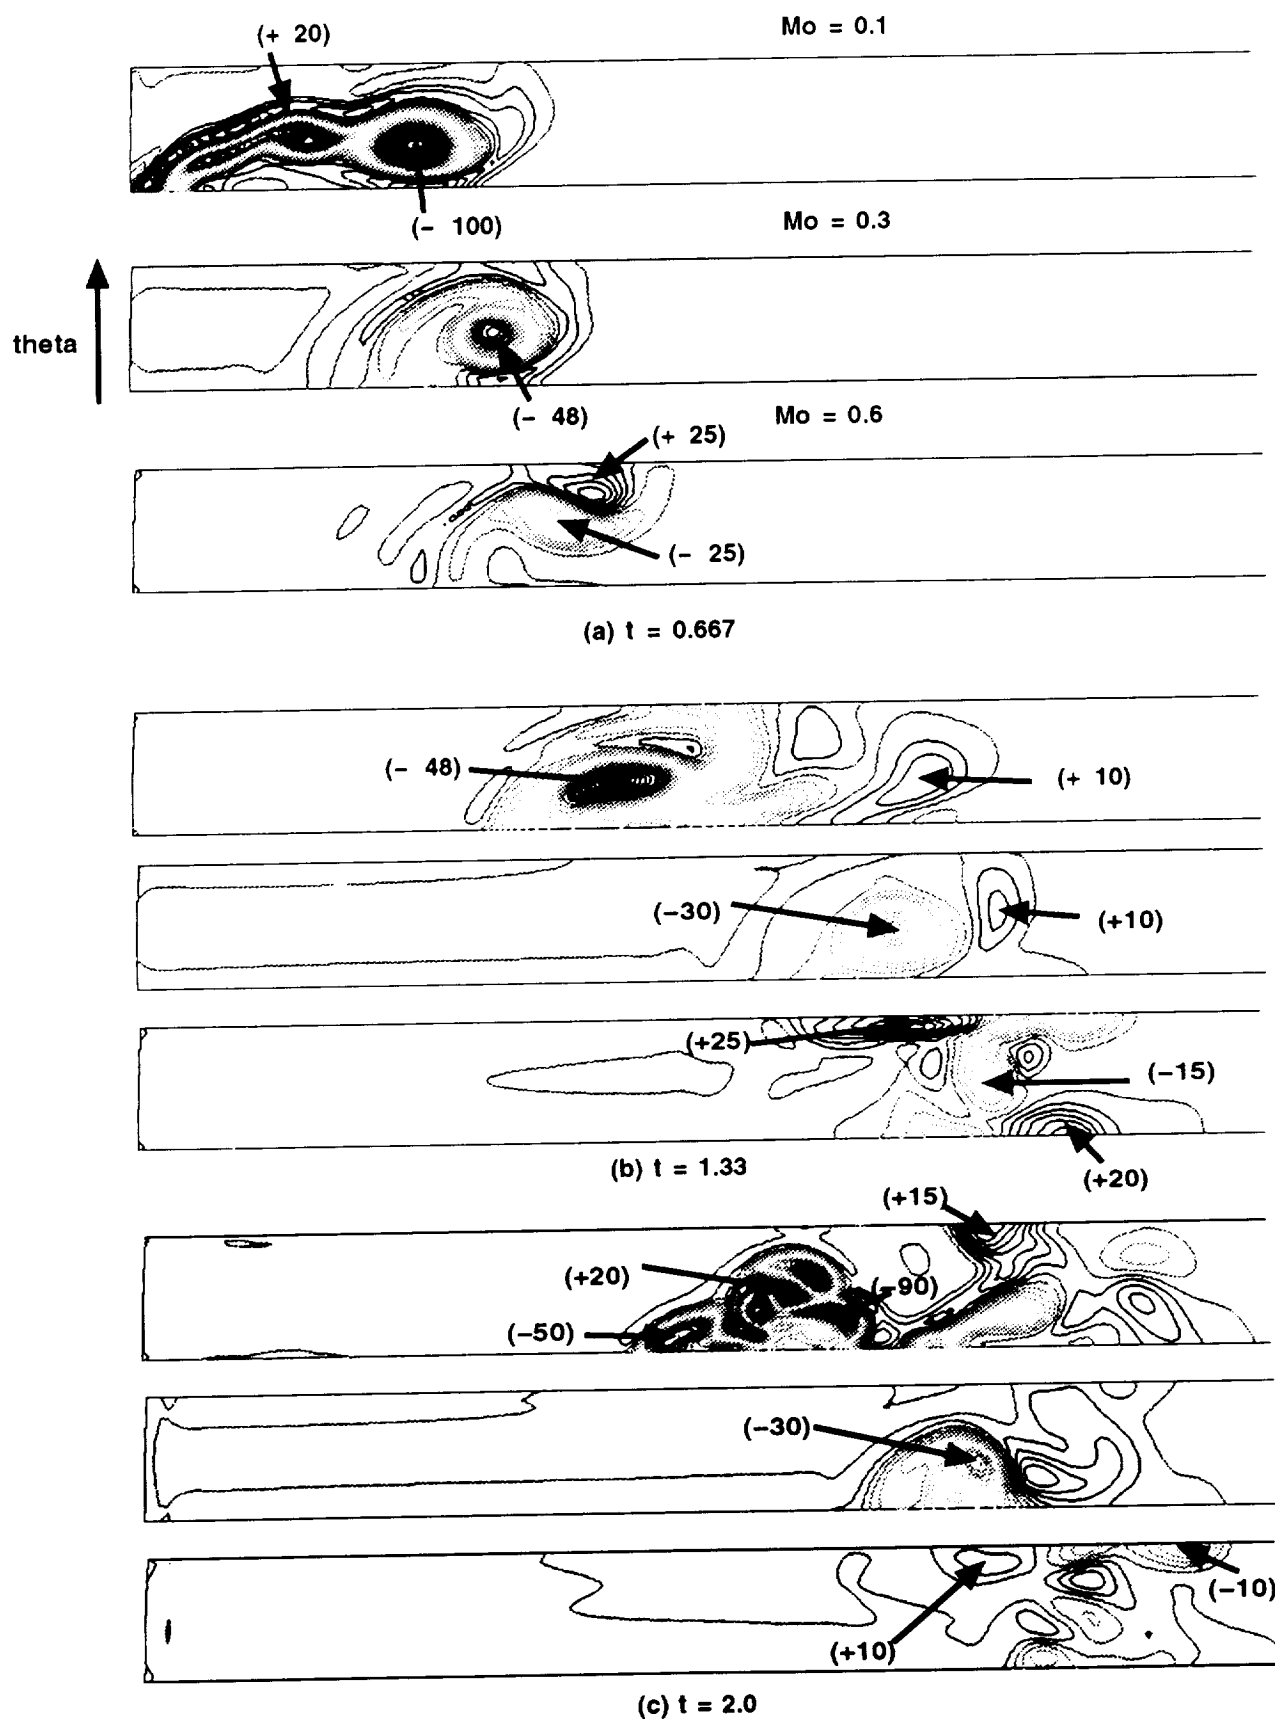 Mo = 0.1
(+ 20)
(- 100)
Mo = 0.3
theta
(- 48)
Mo = 0.6
(+ 25)
(- 25)
(a) t = 0.667
(- 48)
(+ 10)
(-30)
(+10)
(+25)
(-15)
(b) t = 1.33
(+20)
(+15)
(+20)
(-90)
(-50)
(-30)
(-10)
(+10)
(c) t = 2.0